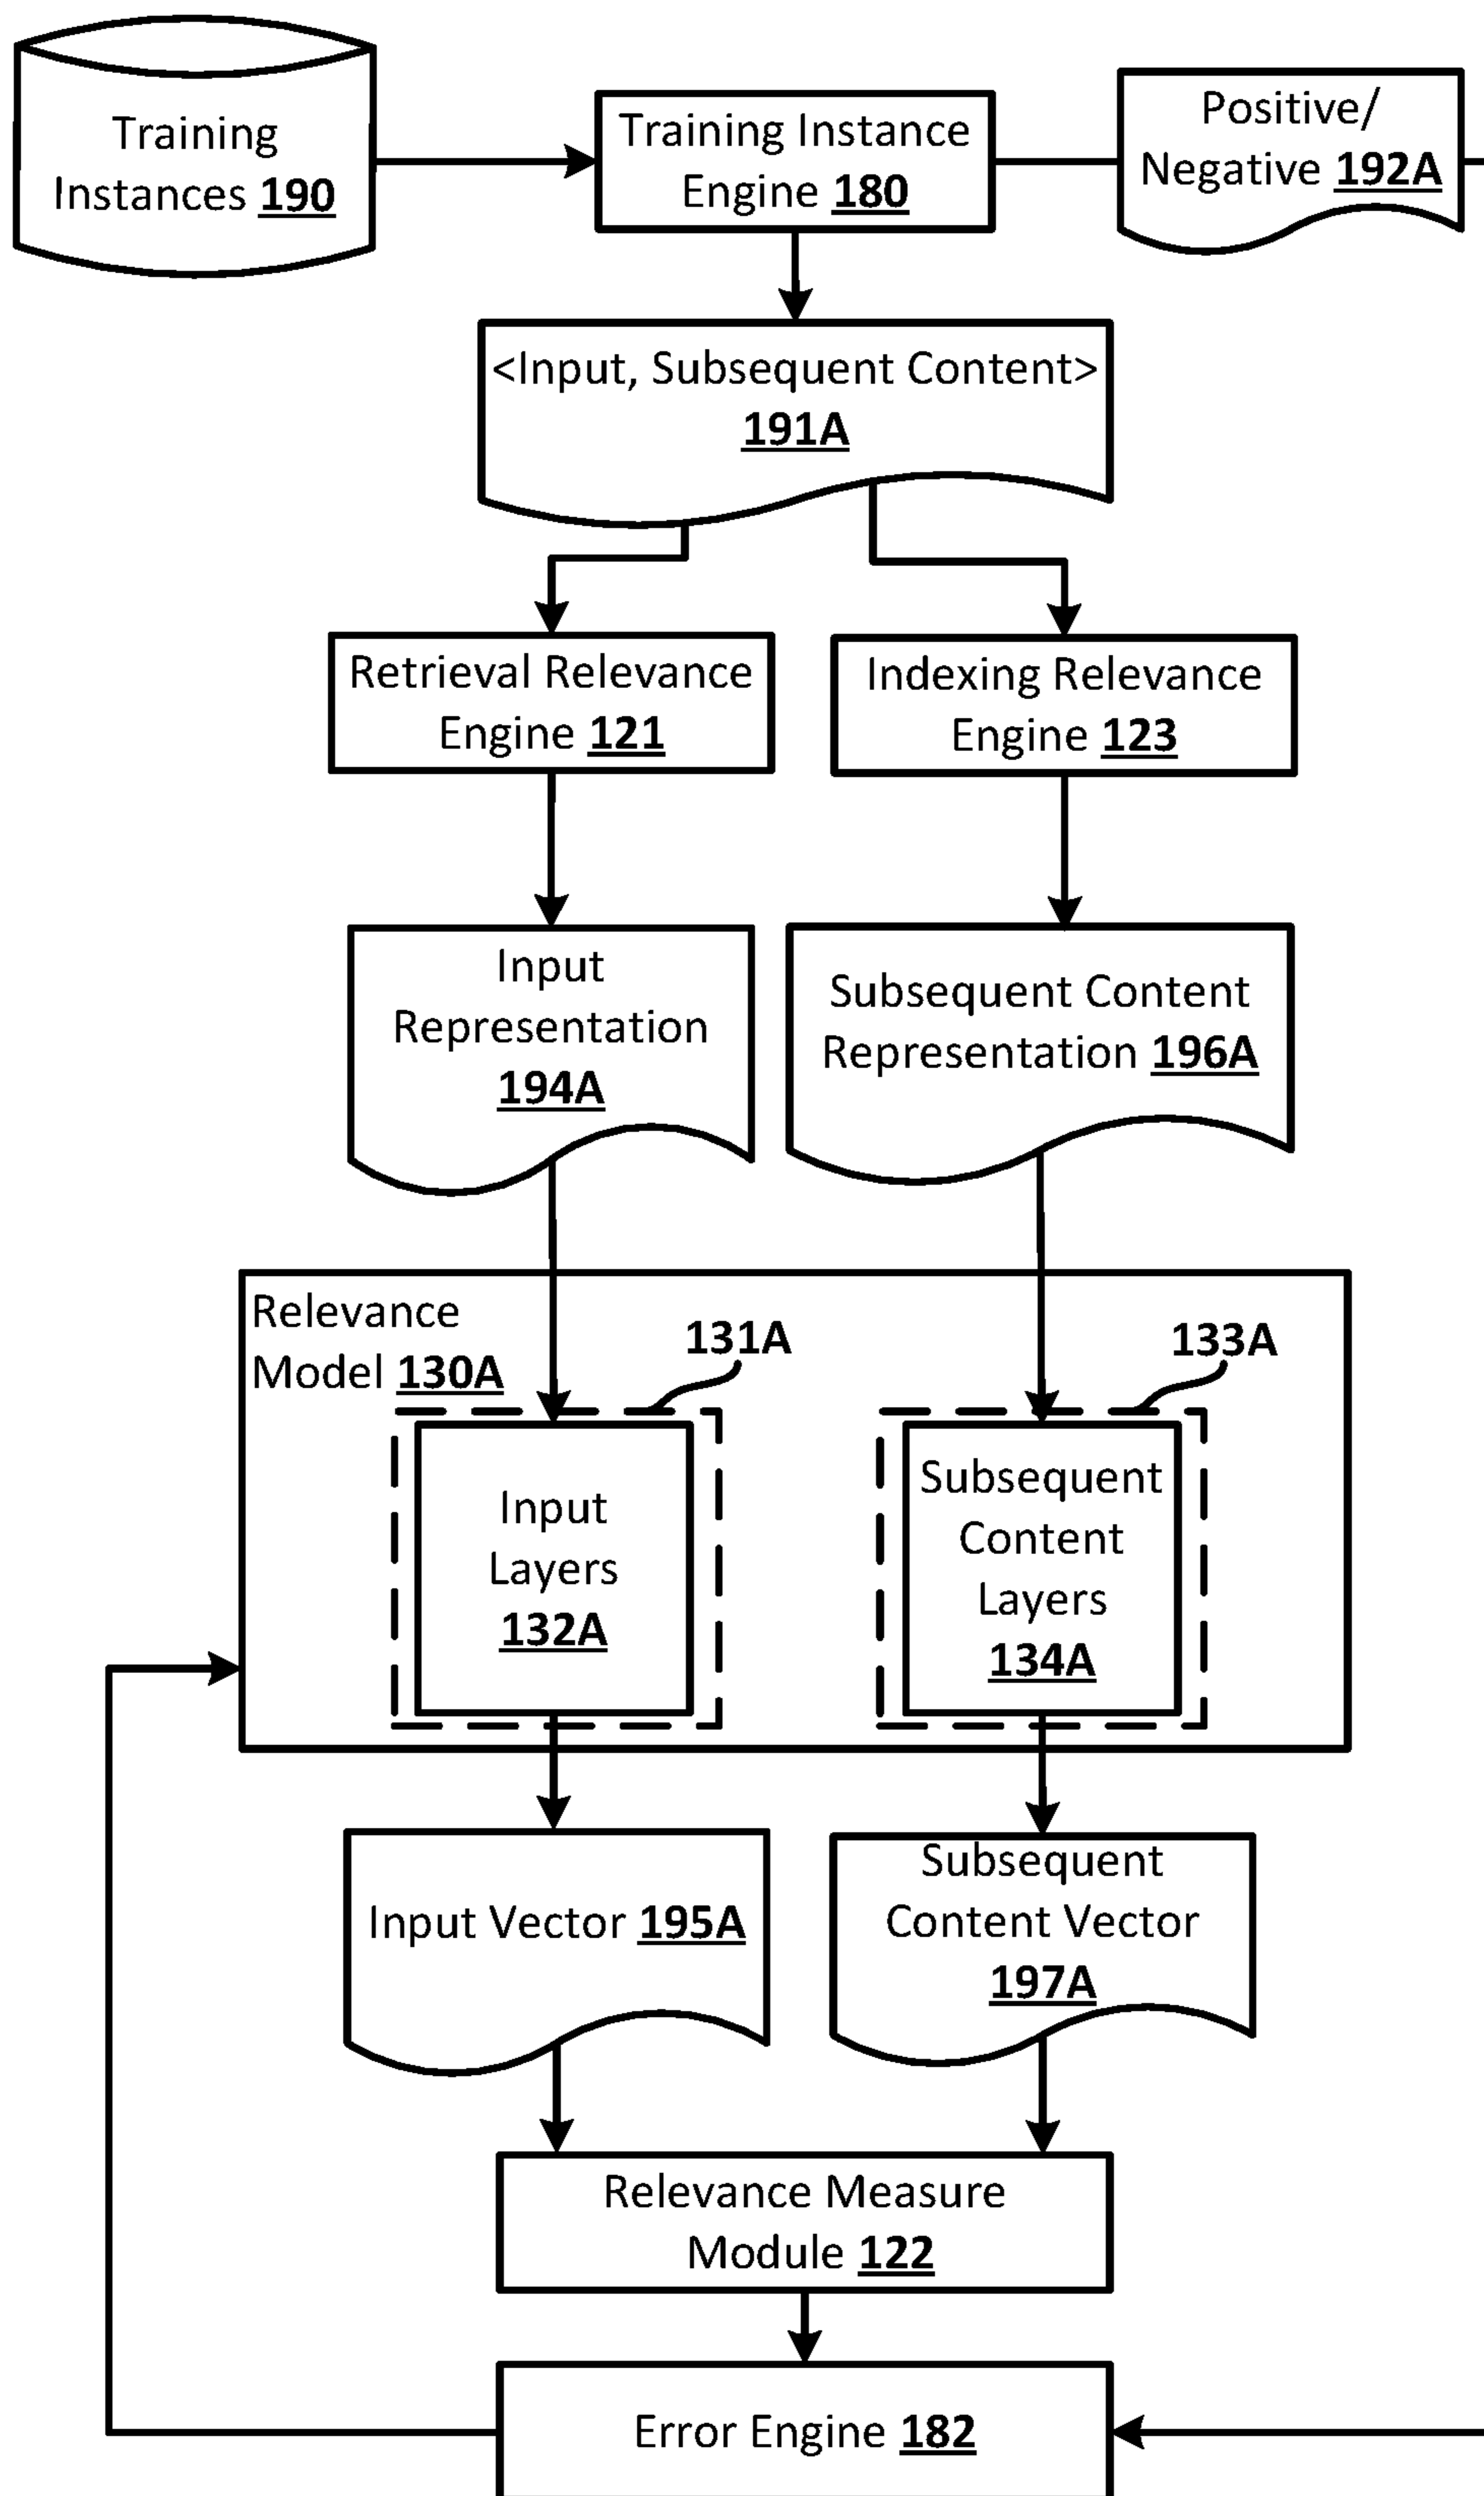 Training
Instances 190
Training Instance
Engine 180
Positive/
Negative 192A
<Input, Subsequent Content>
191A
Retrieval Relevance
Engine 121
Indexing Relevance
Engine 123
Input
Representation
194A
Subsequent Content
Representation 196A
Relevance
Model 130A
131A
133A
Input
Layers
132A
Subsequent
Content
Layers
134A
Input Vector 195A
Subsequent
Content Vector
197A
Relevance Measure
Module 122
Error Engine 182